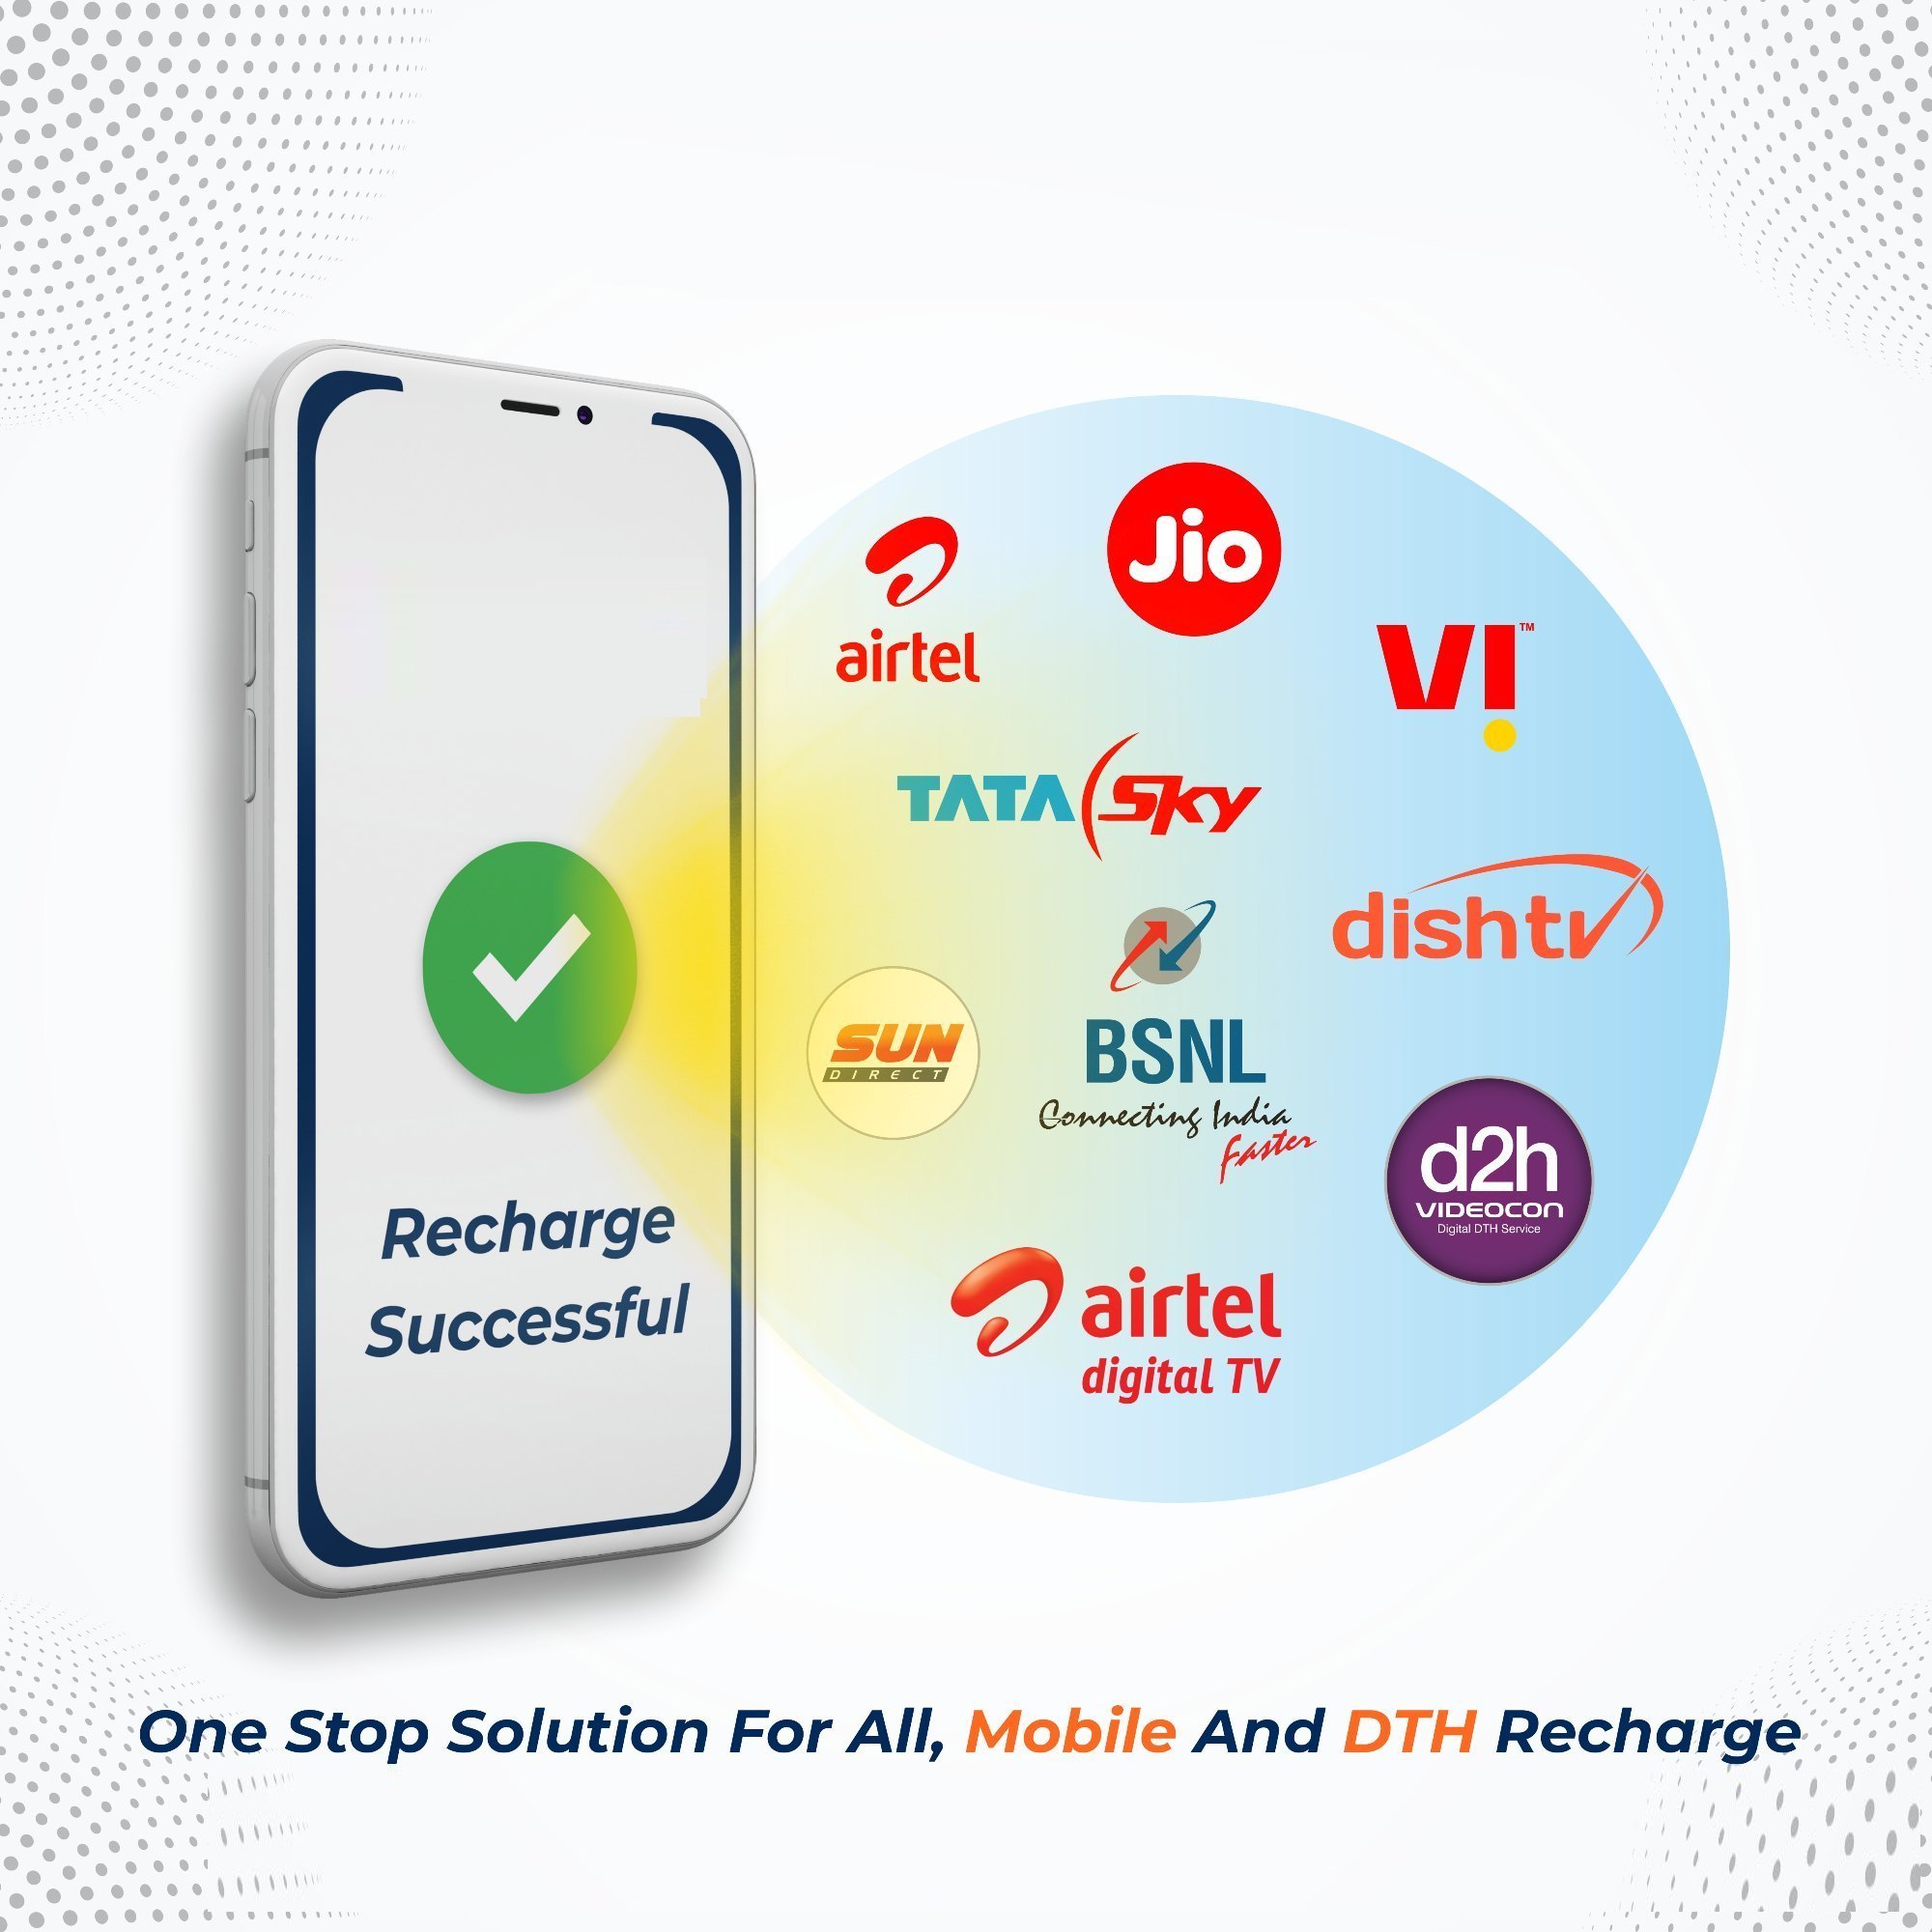 Recharge
Successful
airtel
Jio
VI™
TATA Sky
dishtv
SUN
DIRECT
BSNL
Connecting India
Faster
d2h
VIDEOCON
Digital DTH Service
airtel
digital TV
One Stop Solution For All, Mobile And DTH Recharge